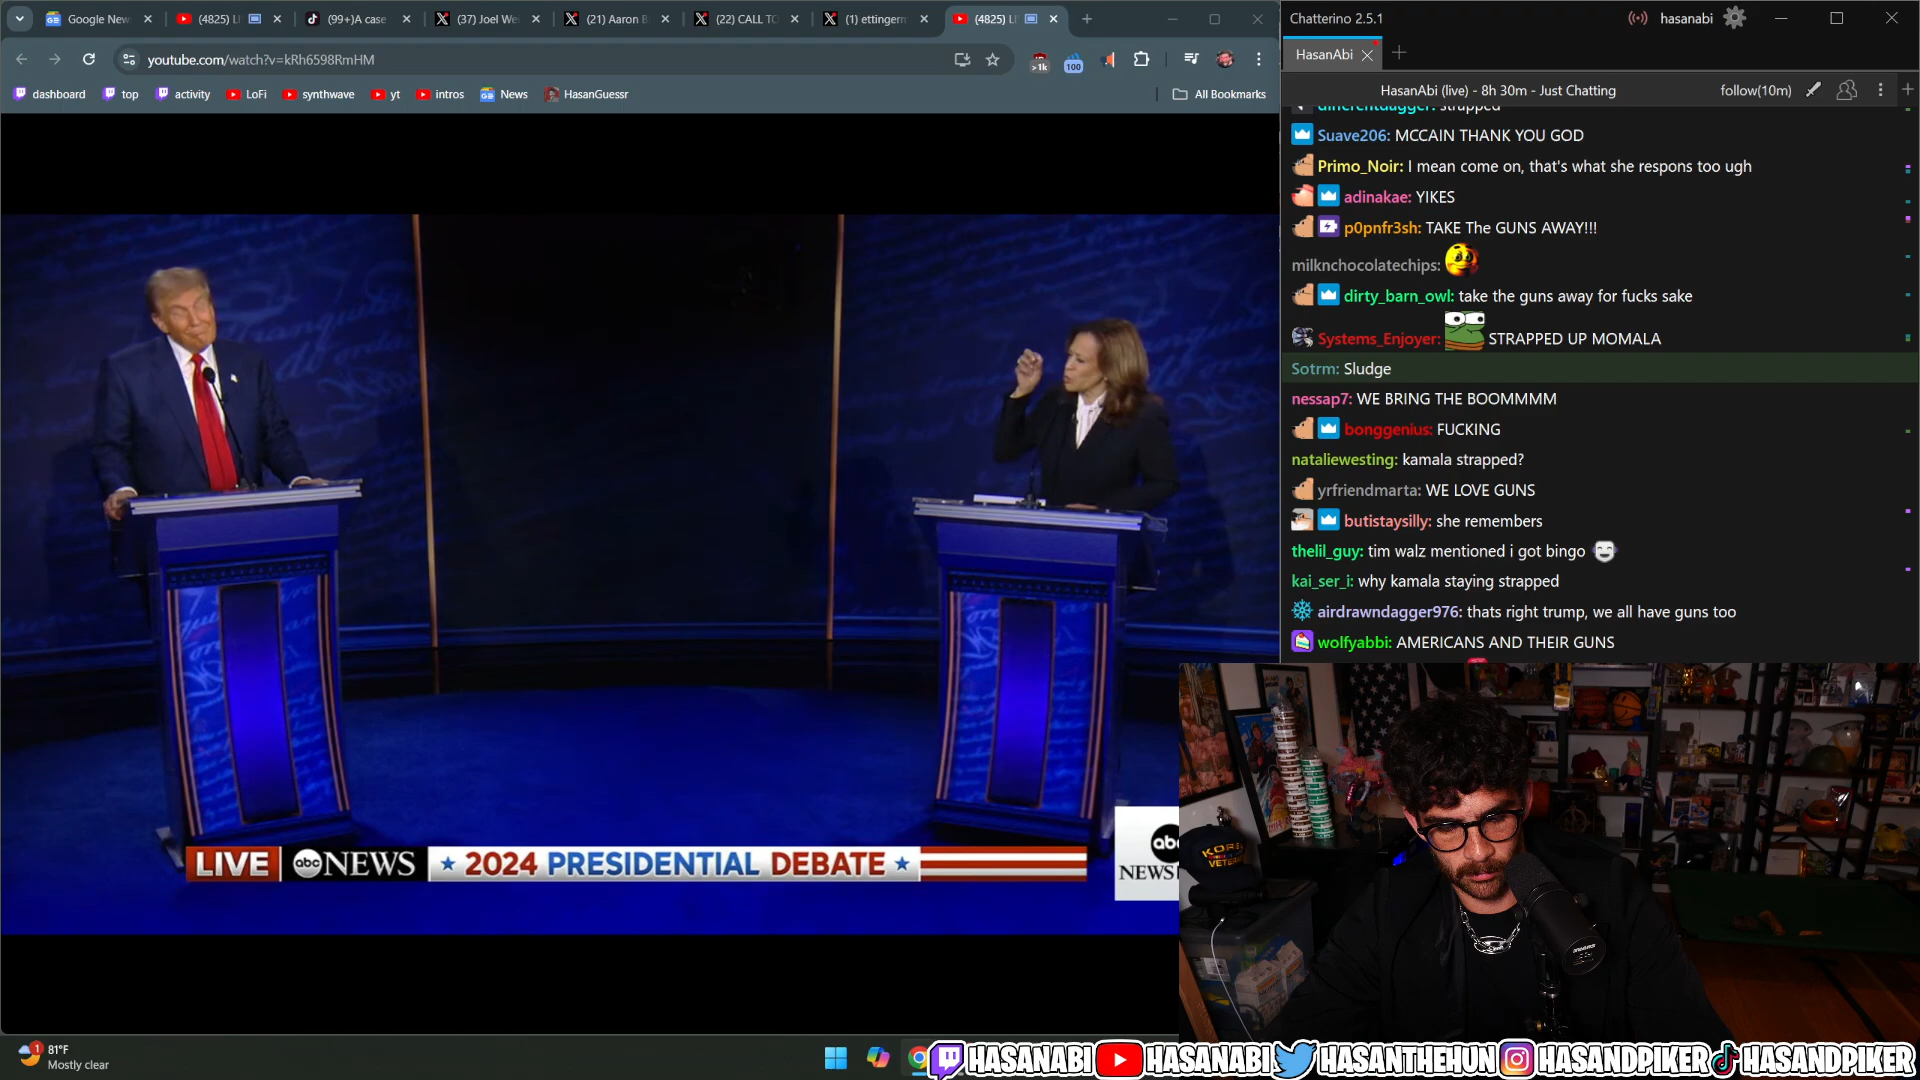 Google New
(4825) L
(99+)A case
(37) Joel We
(21) Aaron B
(22) CALL TO
(1) ettingerm
(4825) L
youtube.com/watch?v=kRh6598RmHM
>1k
100
dashboard
top
activity
LoFi
synthwave
yt
intros
News
HasanGuessr
All Bookmarks
Chatterino 2.5.1
hasanabi
HasanAbi
HasanAbi (live) - 8h 30m - Just Chatting
follow(10m)
differentdagger: strapped
Suave206: MCCAIN THANK YOU GOD
Primo_Noir: I mean come on, that's what she respons too ugh
adinakae: YIKES
p0pnfr3sh: TAKE The GUNS AWAY!!!
milknchocolatechips:
dirty_barn_owl: take the guns away for fucks sake
Systems_Enjoyer: STRAPPED UP MOMALA
Sotrm: Sludge
nessap7: WE BRING THE BOOMMMM
bonggenius: FUCKING
nataliewesting: kamala strapped?
yrfriendmarta: WE LOVE GUNS
butistaysilly: she remembers
thelil_guy: tim walz mentioned i got bingo
kai_ser_i: why kamala staying strapped
airdrawndagger976: thats right trump, we all have guns too
wolfyabbi: AMERICANS AND THEIR GUNS
LIVE abc NEWS ★ 2024 PRESIDENTIAL DEBATE ★
NEWS
VETERAN
1
81°F
Mostly clear
HASANABI HASANABI HASANTHEHUN HASANDPIKER HASANDPIKER